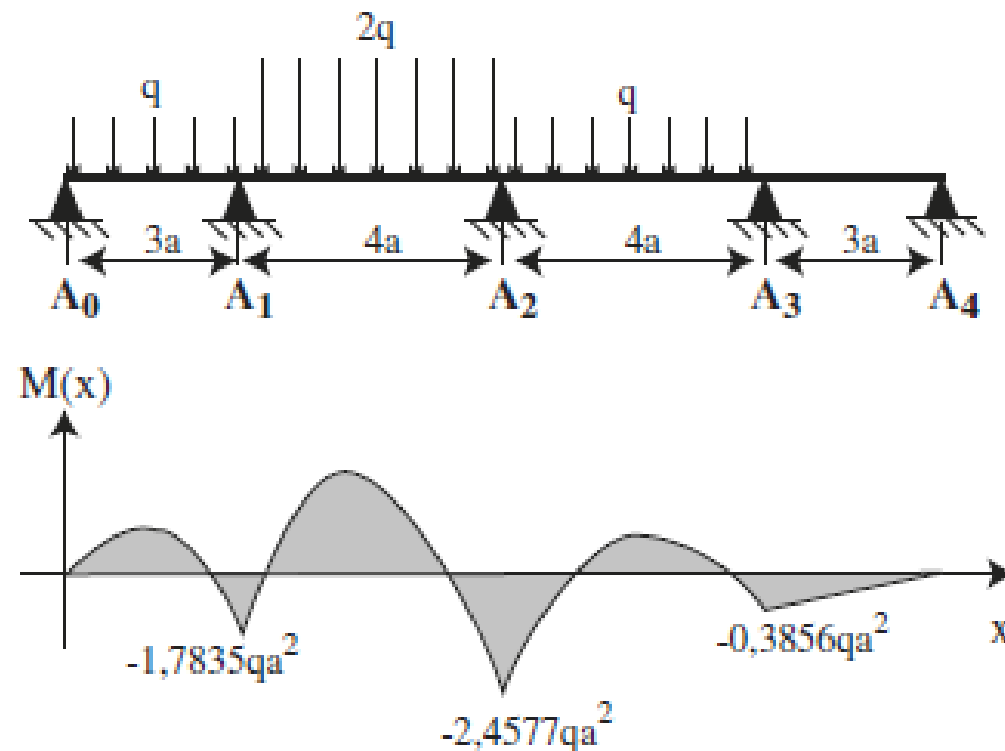 2q
q q
3a 4a 4a 3a
A₀ A₁ A₂ A₃ A₄
M(x)
x
-1,7835qa²
-0,3856qa²
-2,4577qa²